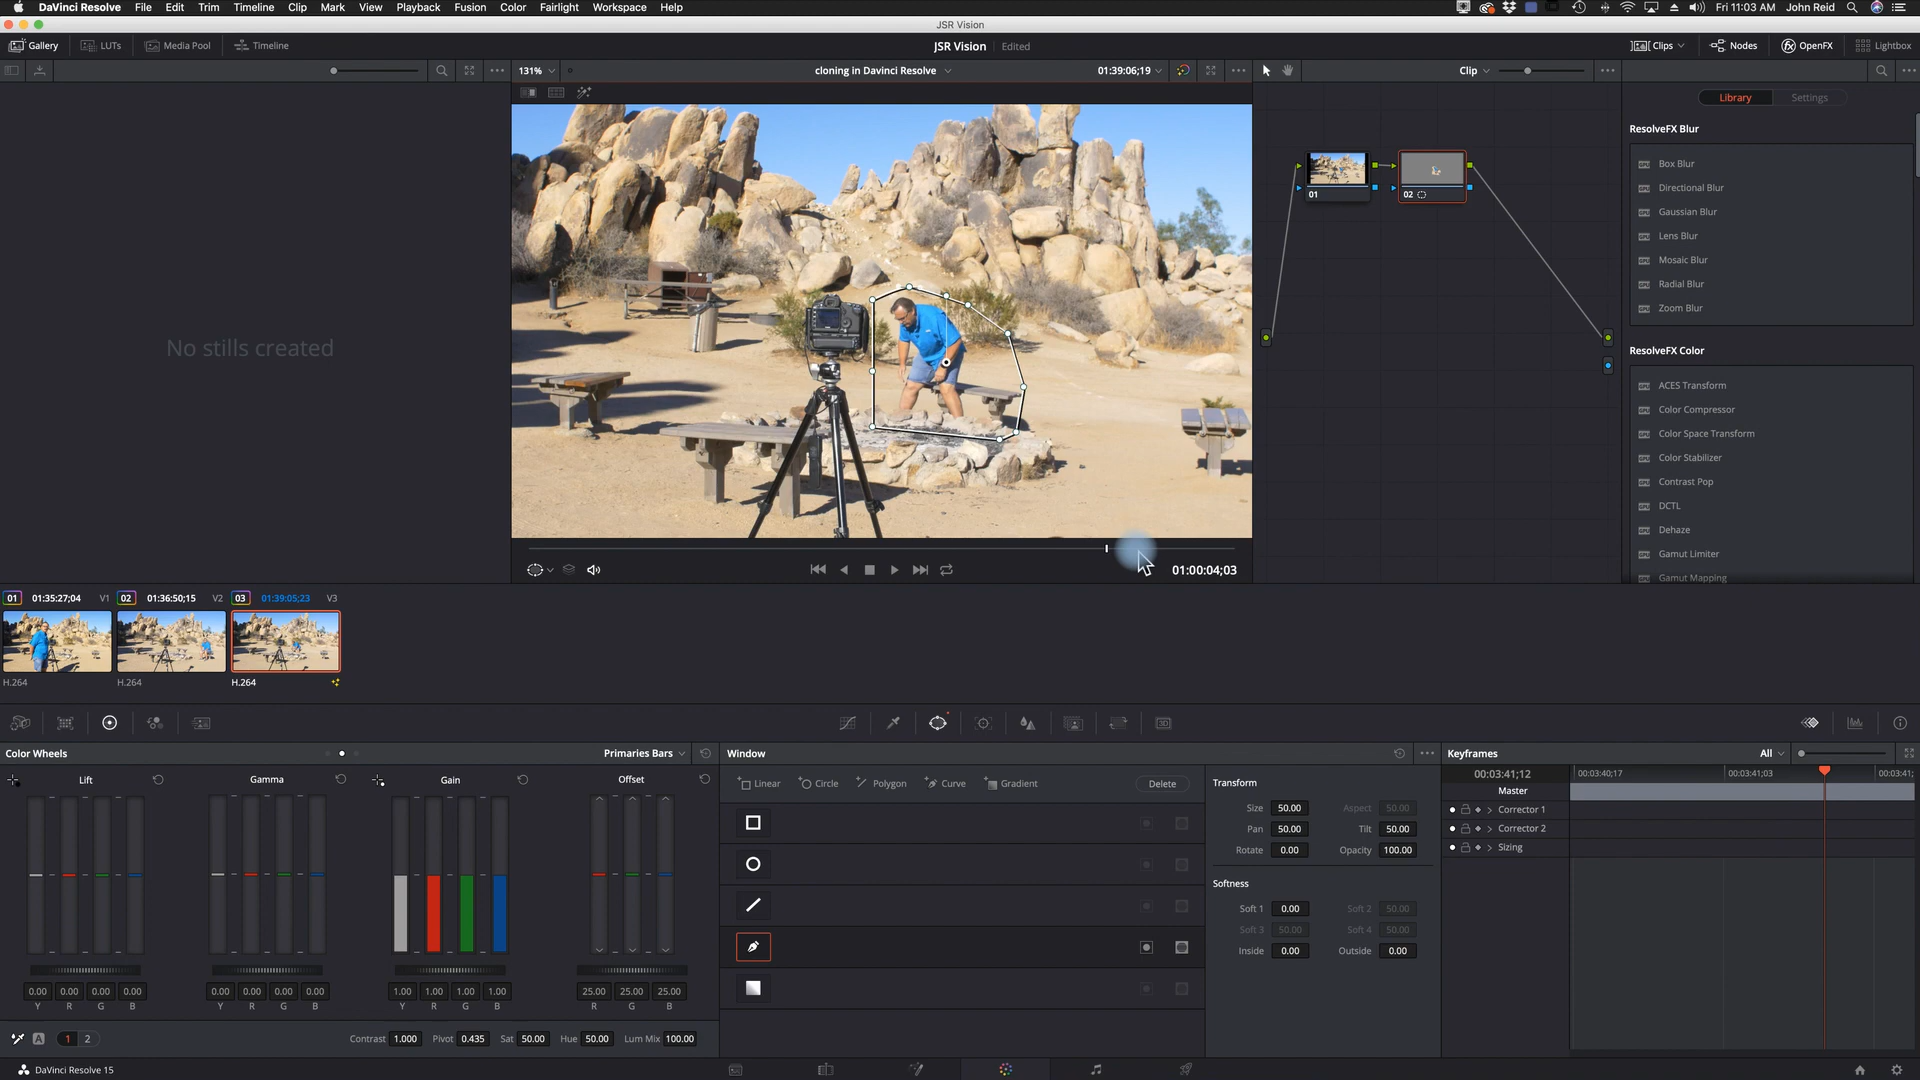 DaVinci Resolve File Edit Trim Timeline Clip Mark View Playback Fusion Color Fairlight Workspace Help Fri 11:03 AM John Reid
JSR Vision
Gallery LUTs Media Pool Timeline JSR Vision Edited Clips Nodes OpenFX Lightbox
131% cloning in Davinci Resolve 01:39:06;19 Clip
Library Settings
ResolveFX Blur
Box Blur
Directional Blur
Gaussian Blur
Lens Blur
Mosaic Blur
Radial Blur
Zoom Blur
ResolveFX Color
ACES Transform
Color Compressor
Color Space Transform
Color Stabilizer
Contrast Pop
DCTL
Dehaze
Gamut Limiter
Gamut Mapping
01
02
No stills created
01:00:04;03
01 01:35:27;04 V1 02 01:36:50;15 V2 03 01:39:05;23 V3
H.264 H.264 H.264
Color Wheels Primaries Bars
Lift Gamma Gain Offset
0.00 0.00 0.00 0.00 0.00 0.00 0.00 0.00 1.00 1.00 1.00 1.00 25.00 25.00 25.00
Y R G B Y R G B Y R G B R G B
A 1 2 Contrast 1.000 Pivot 0.435 Sat 50.00 Hue 50.00 Lum Mix 100.00
Window
Linear Circle Polygon Curve Gradient Delete
Transform
Size 50.00 Aspect 50.00
Pan 50.00 Tilt 50.00
Rotate 0.00 Opacity 100.00
Softness
Soft 1 0.00 Soft 2 50.00
Soft 3 50.00 Soft 4 50.00
Inside 0.00 Outside 0.00
Keyframes All
00:03:41;12 00:03:40;17 00:03:41;03 00:03:41;
Master
Corrector 1
Corrector 2
Sizing
DaVinci Resolve 15